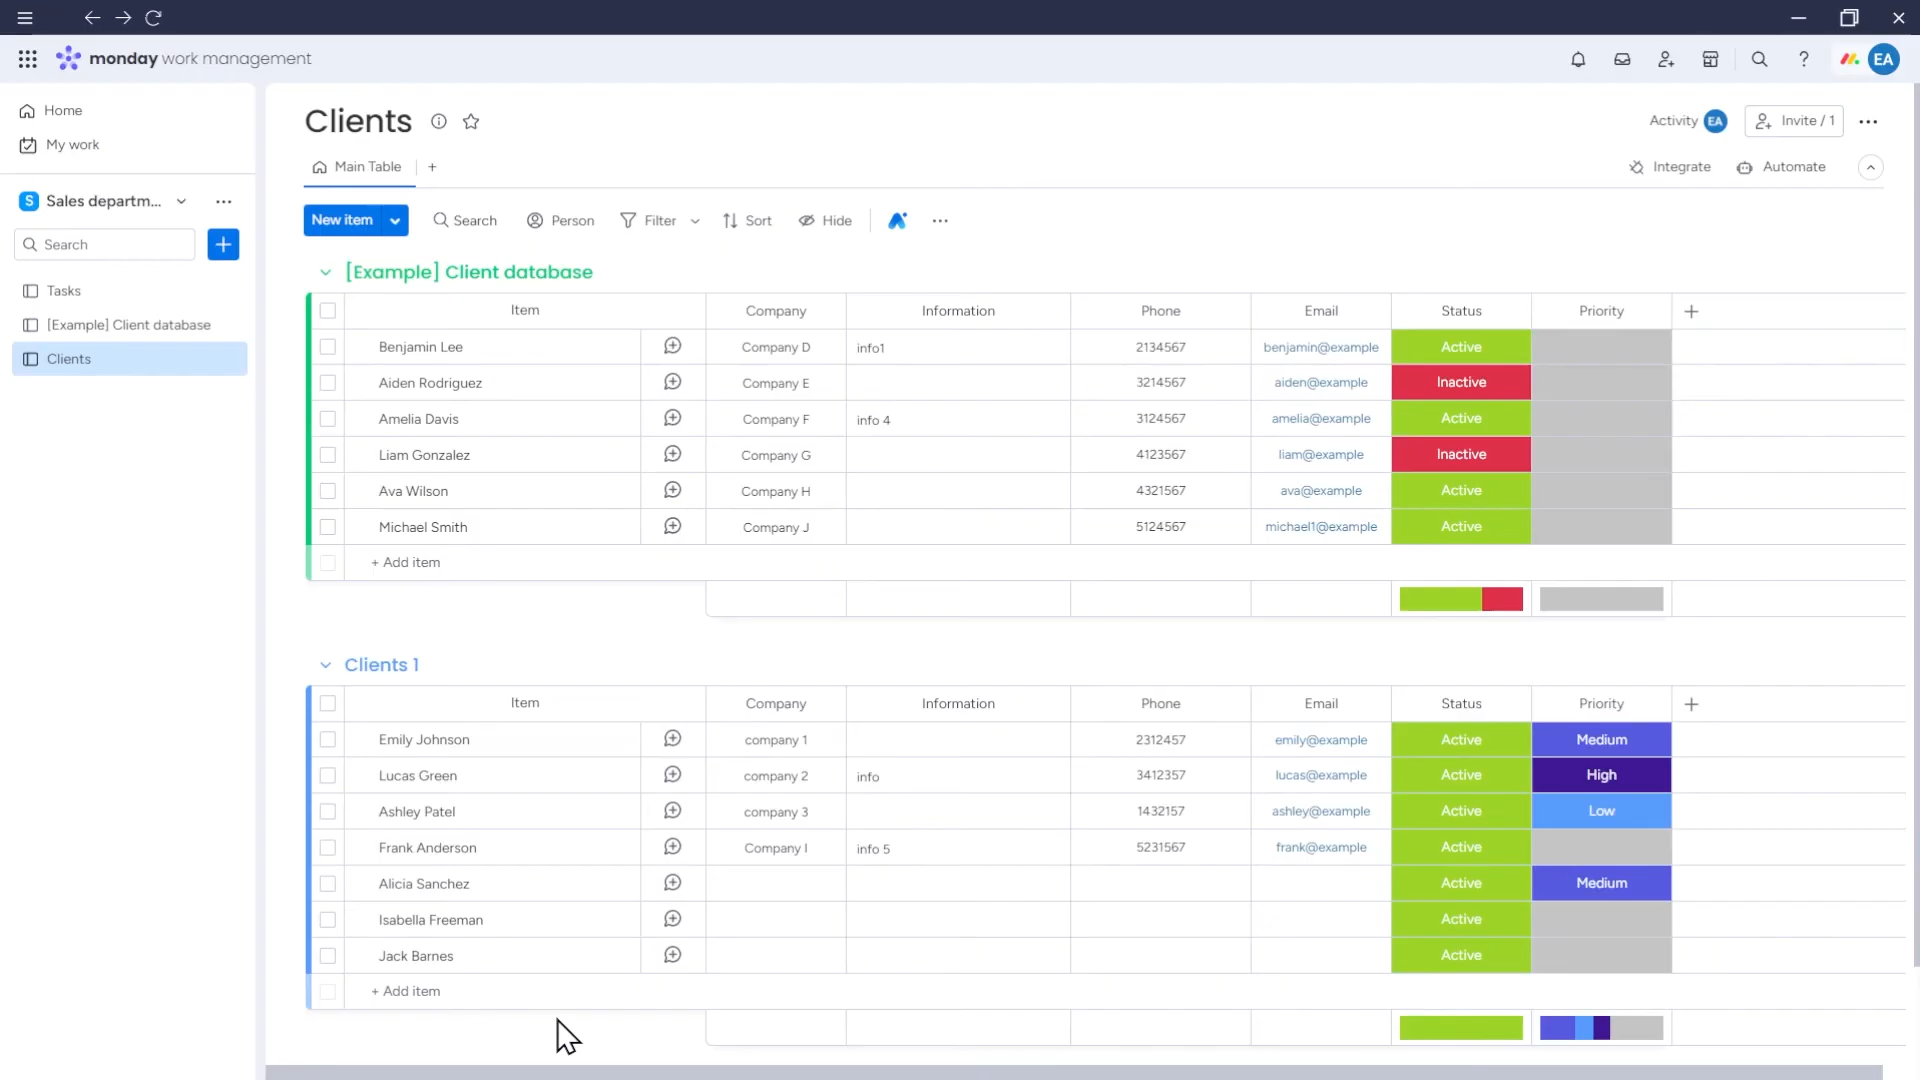 monday work management
EA
Home
My work
S Sales departm...
Search
Tasks
[Example] Client database
Clients
Clients
Activity EA Invite / 1
Main Table +
Integrate Automate
New item Search Person Filter Sort Hide
[Example] Client database
Item Company Information Phone Email Status Priority +
Benjamin Lee Company D info1 2134567 benjamin@example Active
Aiden Rodriguez Company E 3214567 aiden@example Inactive
Amelia Davis Company F info 4 3124567 amelia@example Active
Liam Gonzalez Company G 4123567 liam@example Inactive
Ava Wilson Company H 4321567 ava@example Active
Michael Smith Company J 5124567 michael1@example Active
+ Add item
Clients 1
Item Company Information Phone Email Status Priority +
Emily Johnson company 1 2312457 emily@example Active Medium
Lucas Green company 2 info 3412357 lucas@example Active High
Ashley Patel company 3 1432157 ashley@example Active Low
Frank Anderson Company I info 5 5231567 frank@example Active
Alicia Sanchez Active Medium
Isabella Freeman Active
Jack Barnes Active
+ Add item